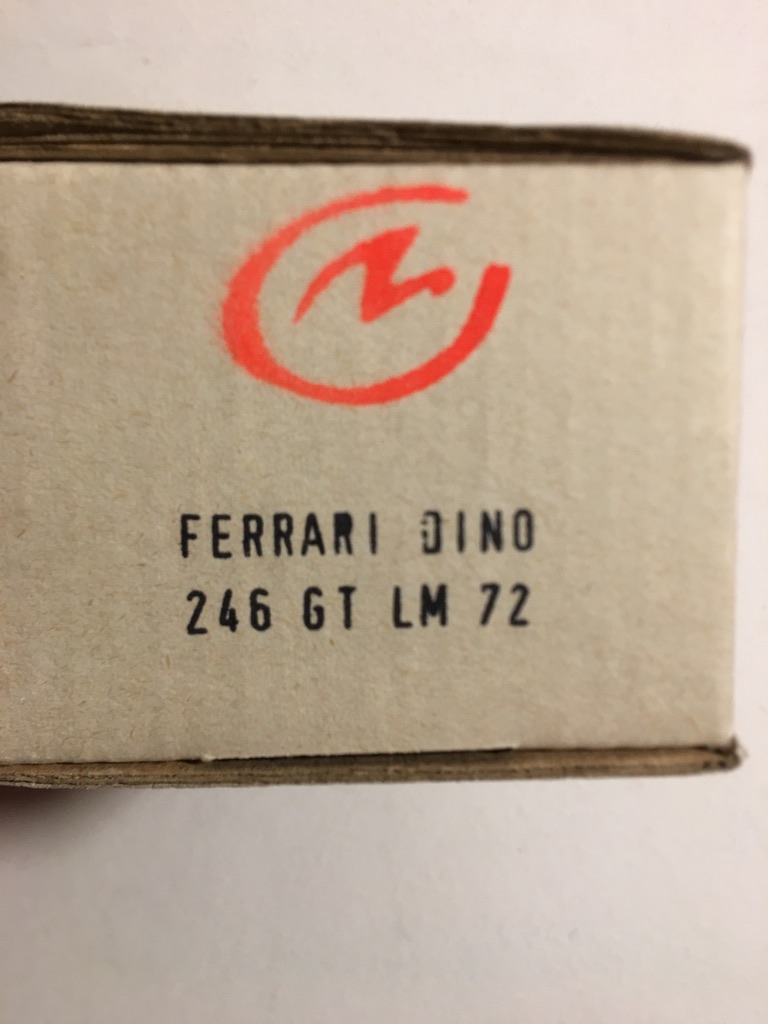 FERRARI DINO
246 GT LM 72